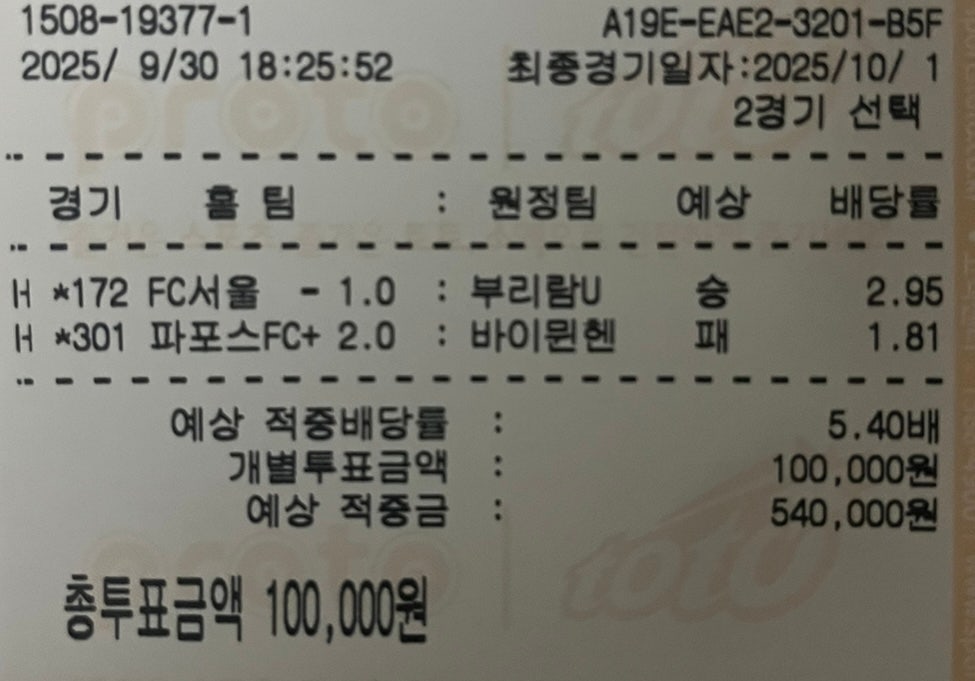 1508-19377-1 A19E-EAE2-3201-B5F
2025/ 9/30 18:25:52 최종경기일자:2025/10/ 1
2경기 선택
경기 홈 팀 : 원정팀 예상 배당률
H *172 FC서울 - 1.0 : 부리람U 승 2.95
H *301 파포스FC+ 2.0 : 바이뮌헨 패 1.81
예상 적중배당률 : 5.40배
개별투표금액 : 100,000원
예상 적중금 : 540,000원
proto toto
총투표금액 100,000원